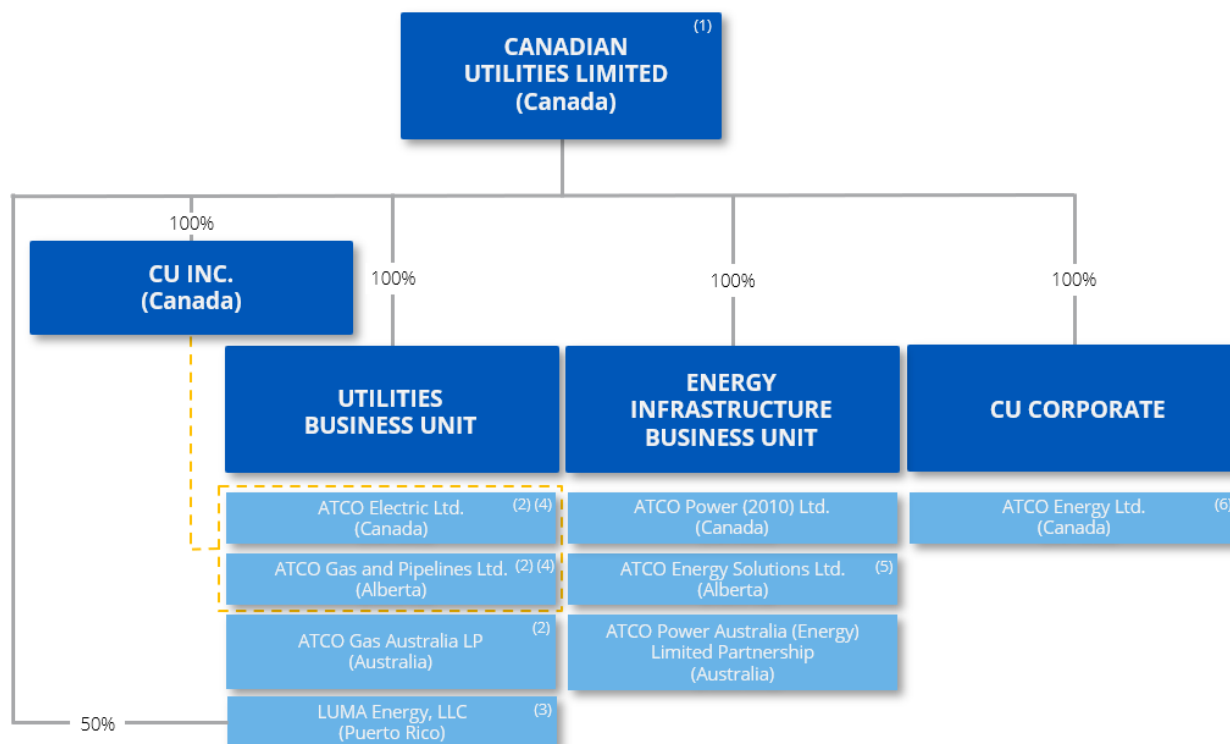 CANADIAN
UTILITIES LIMITED
(Canada)
(1)
100%
CU INC.
(Canada)
100%
100%
100%
UTILITIES
BUSINESS UNIT
ENERGY
INFRASTRUCTURE
BUSINESS UNIT
CU CORPORATE
ATCO Electric Ltd.
(Canada)
(2) (4)
ATCO Gas and Pipelines Ltd.
(Alberta)
(2) (4)
ATCO Gas Australia LP
(Australia)
(2)
LUMA Energy, LLC
(Puerto Rico)
(3)
50%
ATCO Power (2010) Ltd.
(Canada)
ATCO Energy Solutions Ltd.
(Alberta)
(5)
ATCO Power Australia (Energy)
Limited Partnership
(Australia)
ATCO Energy Ltd.
(Canada)
(6)